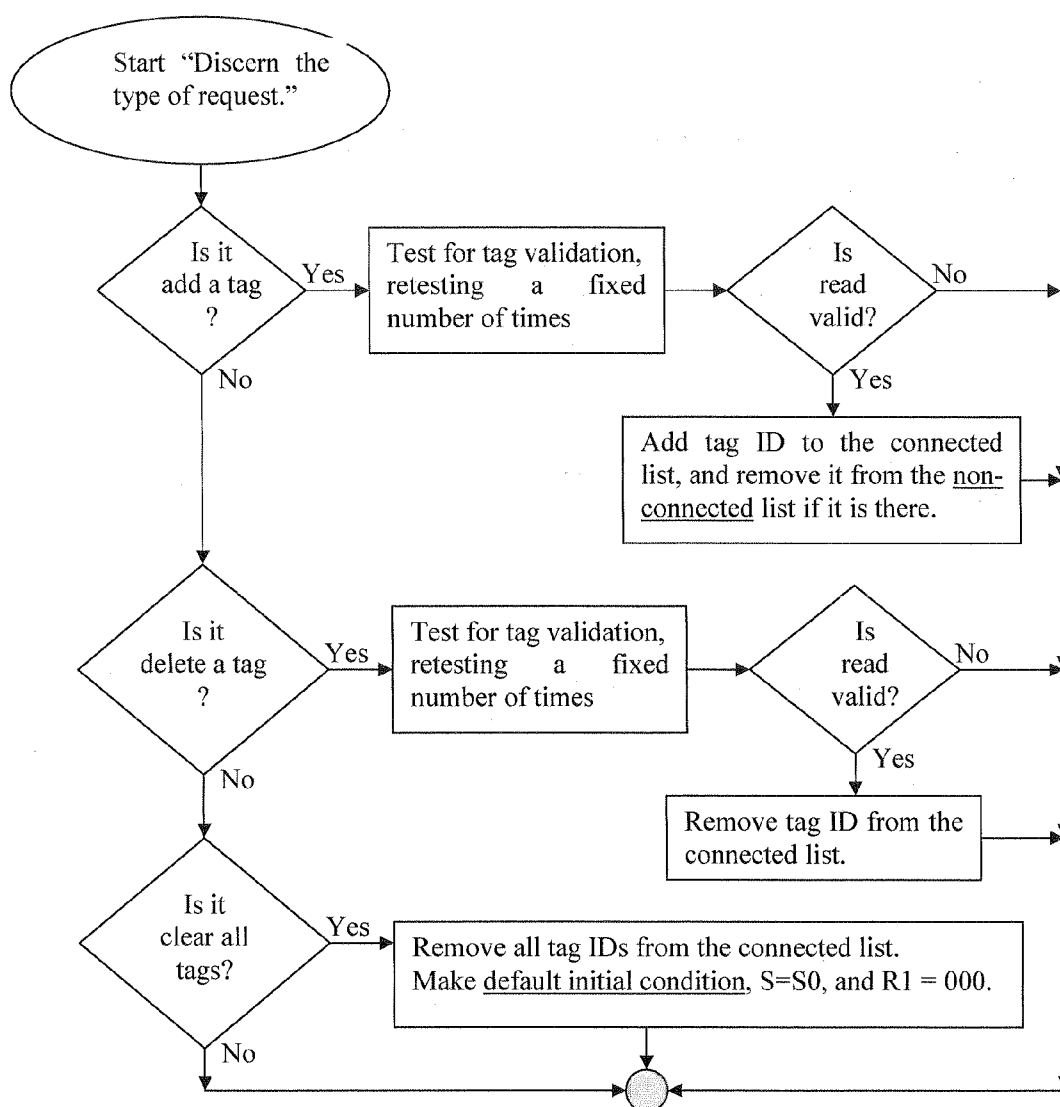 Start “Discern the
type of request.”
Is it
add a tag
?
Yes
Test for tag validation,
retesting a fixed
number of times
Is
read
valid?
No
No
Yes
Add tag ID to the connected
list, and remove it from the non-
connected list if it is there.
Is it
delete a tag
?
Yes
Test for tag validation,
retesting a fixed
number of times
Is
read
valid?
No
No
Yes
Remove tag ID from the
connected list.
Is it
clear all
tags?
Yes
Remove all tag IDs from the connected list.
Make default initial condition, S=S0, and R1 = 000.
No